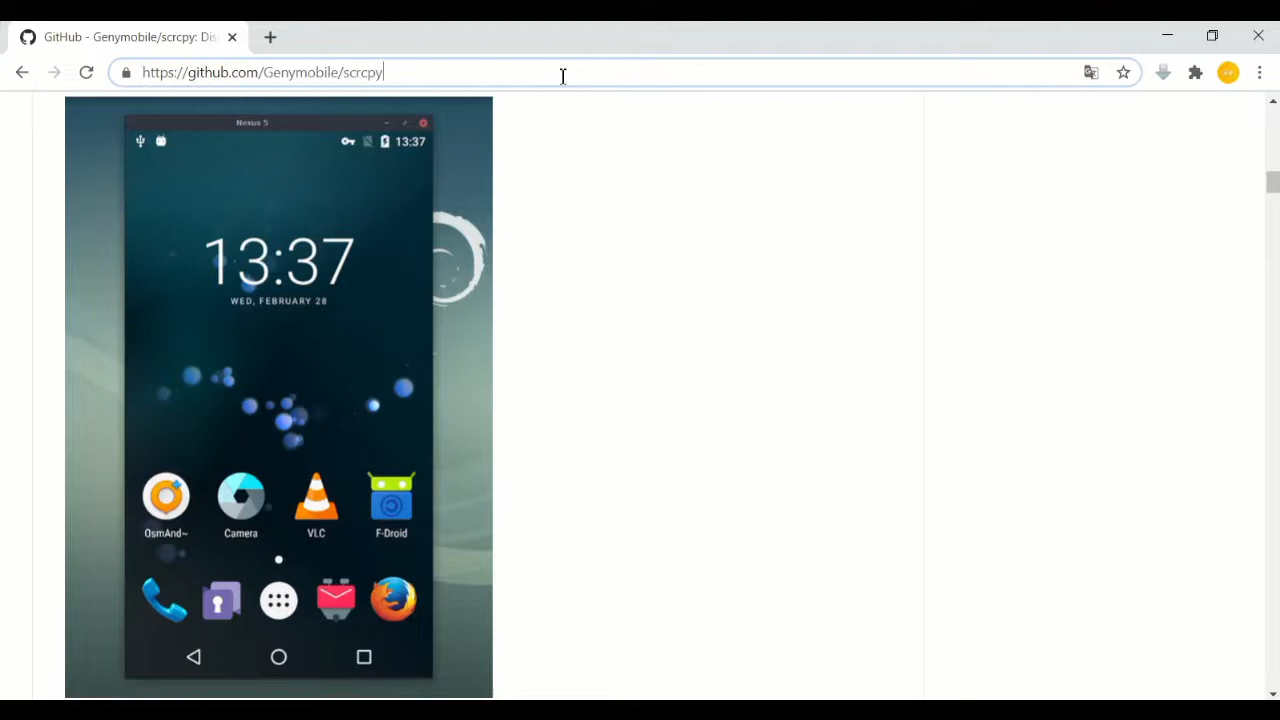 GitHub - Genymobile/scrcpy: Dis
https://github.com/Genymobile/scrcpy
Nexus 5
13:37
13:37
WED, FEBRUARY 28
OsmAnd~
Camera
VLC
F-Droid